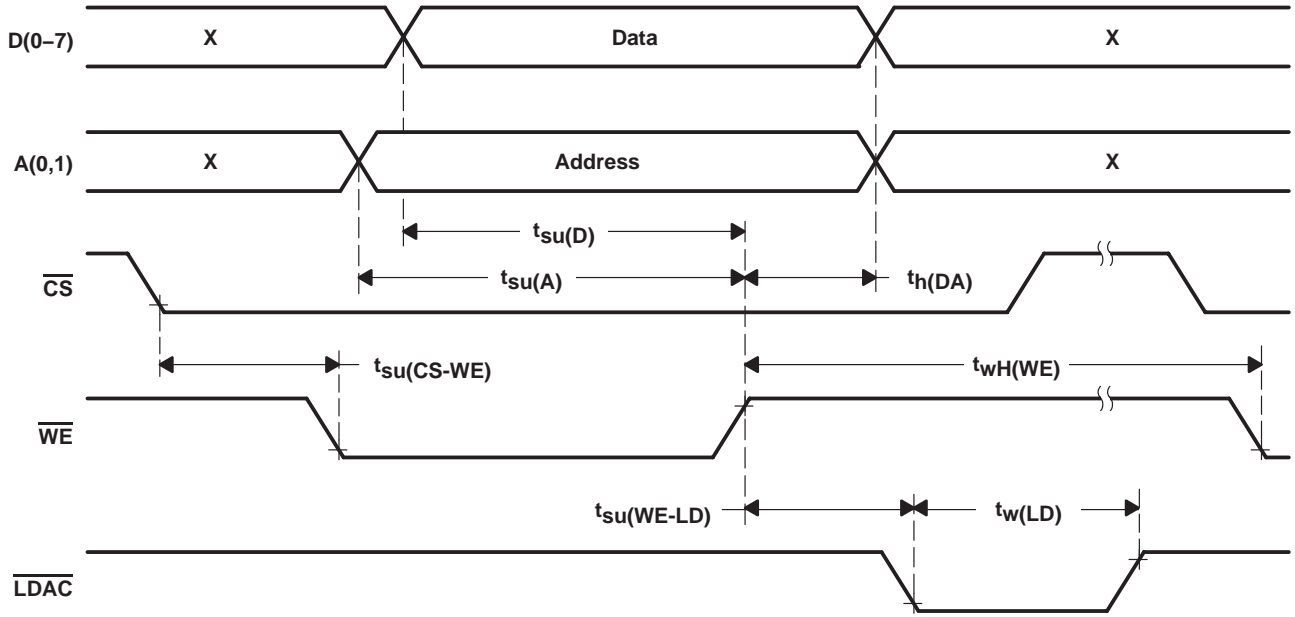 D(0–7) X Data X
A(0,1) X Address X
tsu(D)
CS tsu(A) th(DA)
tsu(CS-WE) twH(WE)
WE
tsu(WE-LD) tw(LD)
LDAC